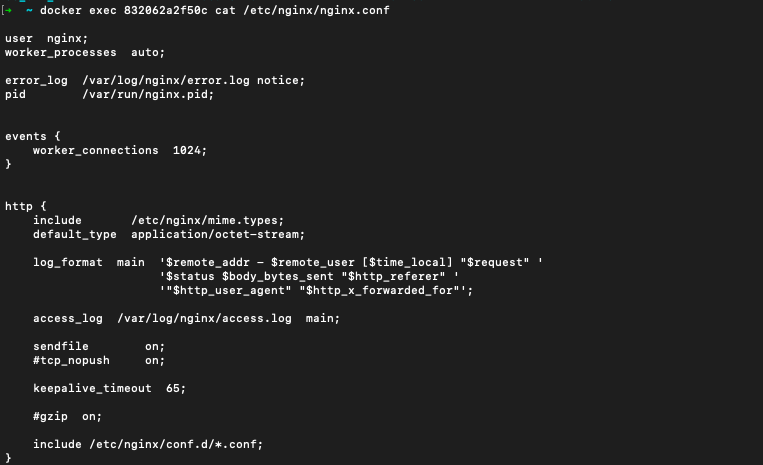 [→ ~ docker exec 832062a2f50c cat /etc/nginx/nginx.conf
user  nginx;
worker_processes  auto;
error_log  /var/log/nginx/error.log notice;
pid        /var/run/nginx.pid;
events {
    worker_connections  1024;
}
http {
    include       /etc/nginx/mime.types;
    default_type  application/octet-stream;
    log_format  main  '$remote_addr - $remote_user [$time_local] "$request" '
                      '$status $body_bytes_sent "$http_referer" '
                      '"$http_user_agent" "$http_x_forwarded_for"';
    access_log  /var/log/nginx/access.log  main;
    sendfile        on;
    #tcp_nopush     on;
    keepalive_timeout  65;
    #gzip  on;
    include /etc/nginx/conf.d/*.conf;
}